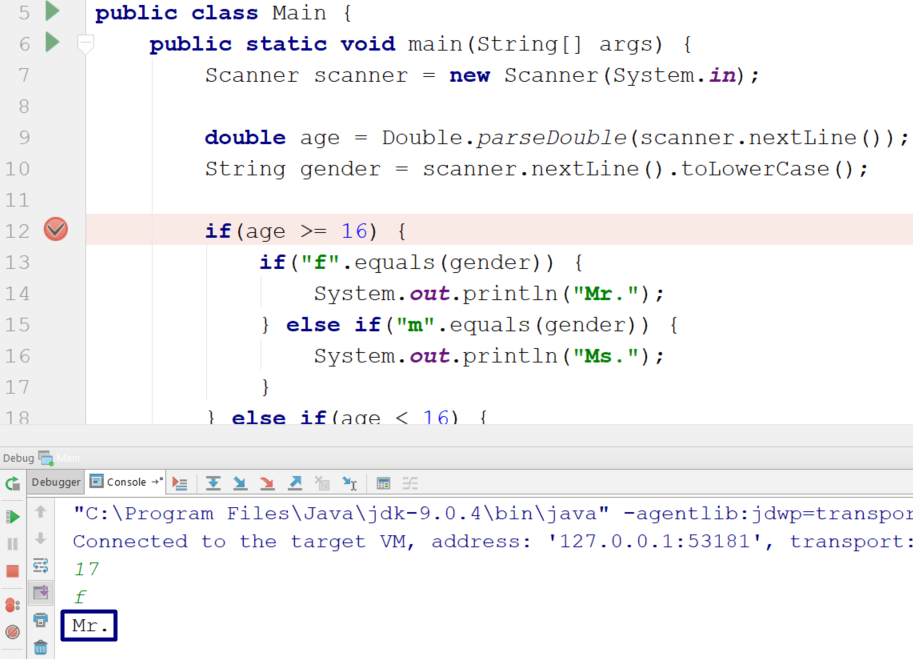 5 public class Main {
6 public static void main(String[] args) {
7 Scanner scanner = new Scanner(System.in);
8
9 double age = Double.parseDouble(scanner.nextLine());
10 String gender = scanner.nextLine().toLowerCase();
11
12 if(age >= 16) {
13 if("f".equals(gender)) {
14 System.out.println("Mr.");
15 } else if("m".equals(gender)) {
16 System.out.println("Ms.");
17 }
18 } else if(age < 16) {
Debug Main
Debugger Console
"C:\Program Files\Java\jdk-9.0.4\bin\java" -agentlib:jdwp=transpor
Connected to the target VM, address: '127.0.0.1:53181', transport:
17
f
Mr.